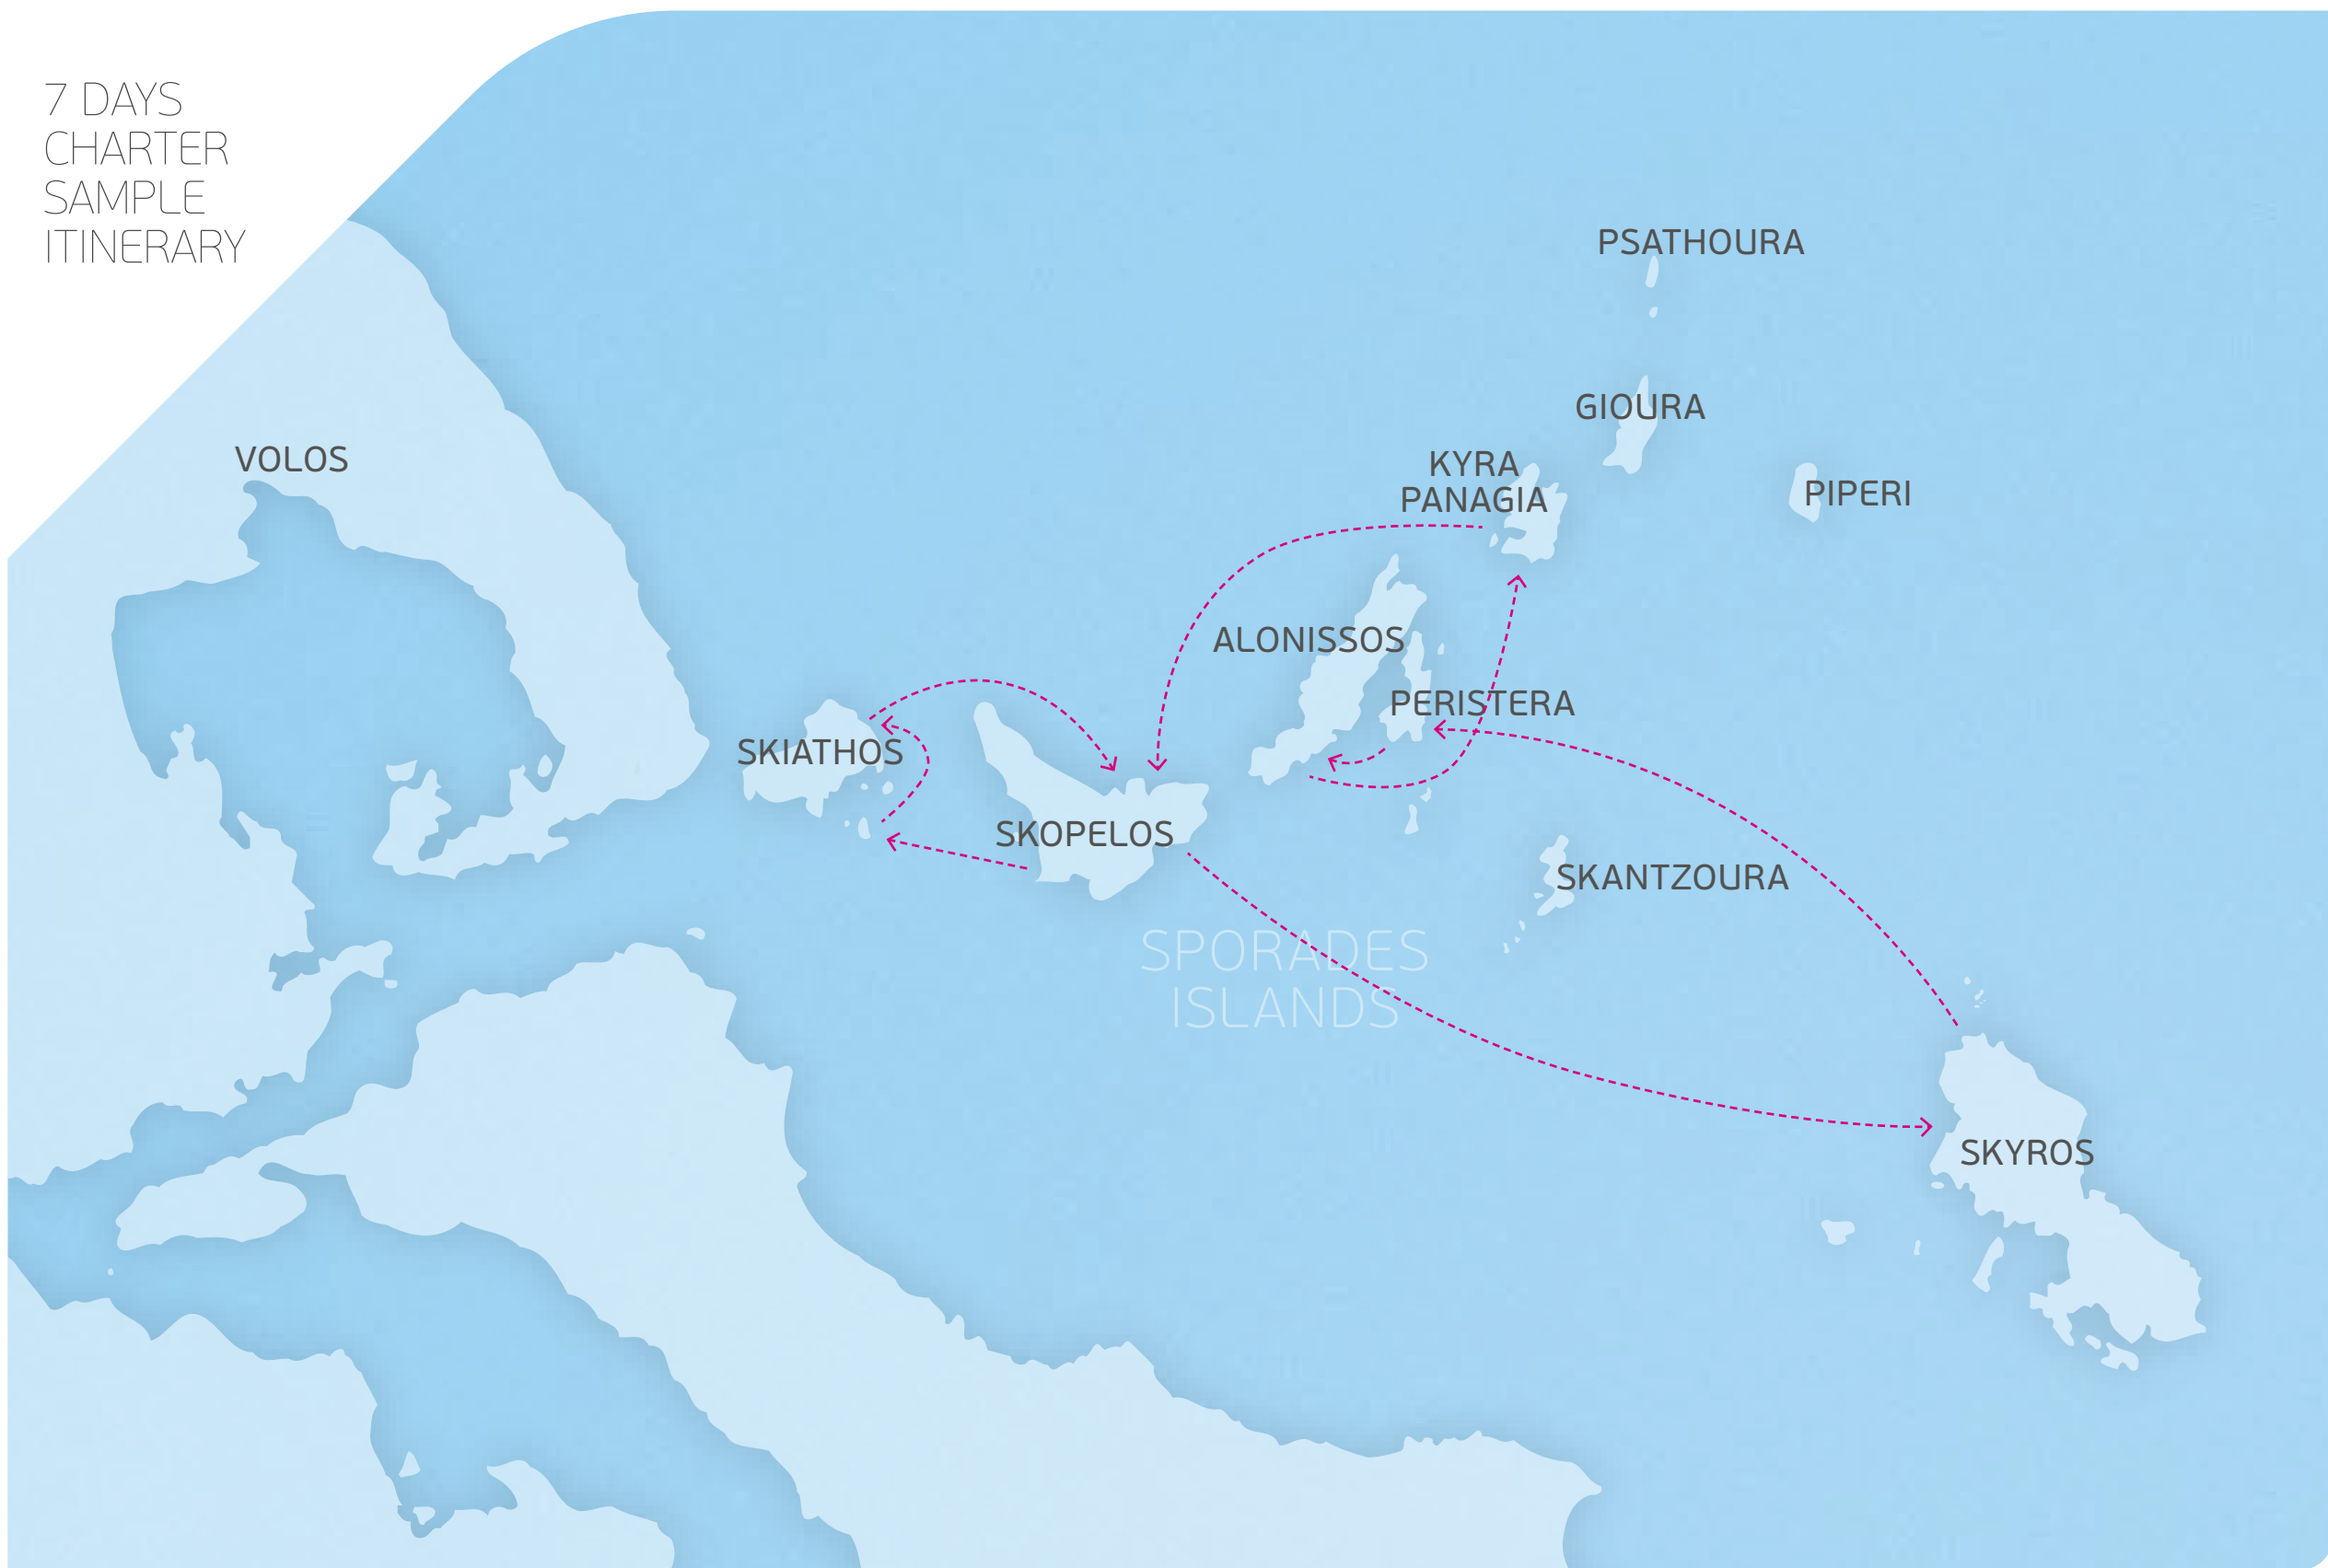 7 DAYS
CHARTER
SAMPLE
ITINERARY
PSATHOURA
GIOURA
VOLOS
KYRA
PANAGIA
PIPERI
ALONISSOS
PERISTERA
SKIATHOS
SKOPELOS
SKANTZOURA
SPORADES
ISLANDS
SKYROS